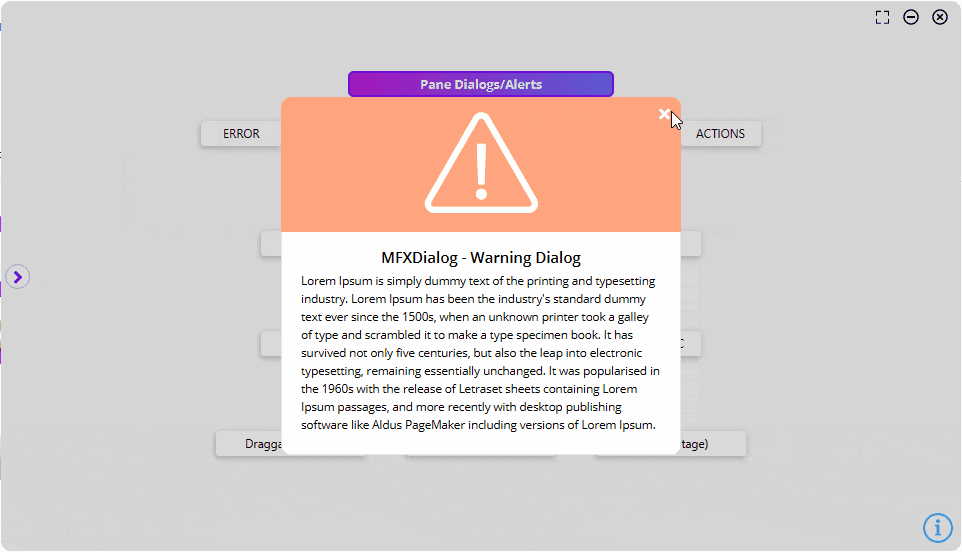 Pane Dialogs/Alerts
ERROR
ACTIONS
MFXDialog - Warning Dialog
Lorem Ipsum is simply dummy text of the printing and typesetting
industry. Lorem Ipsum has been the industry's standard dummy
text ever since the 1500s, when an unknown printer took a galley
of type and scrambled it to make a type specimen book. It has
survived not only five centuries, but also the leap into electronic
typesetting, remaining essentially unchanged. It was popularised in
the 1960s with the release of Letraset sheets containing Lorem
Ipsum passages, and more recently with desktop publishing
software like Aldus PageMaker including versions of Lorem Ipsum.
Dragga
tage)